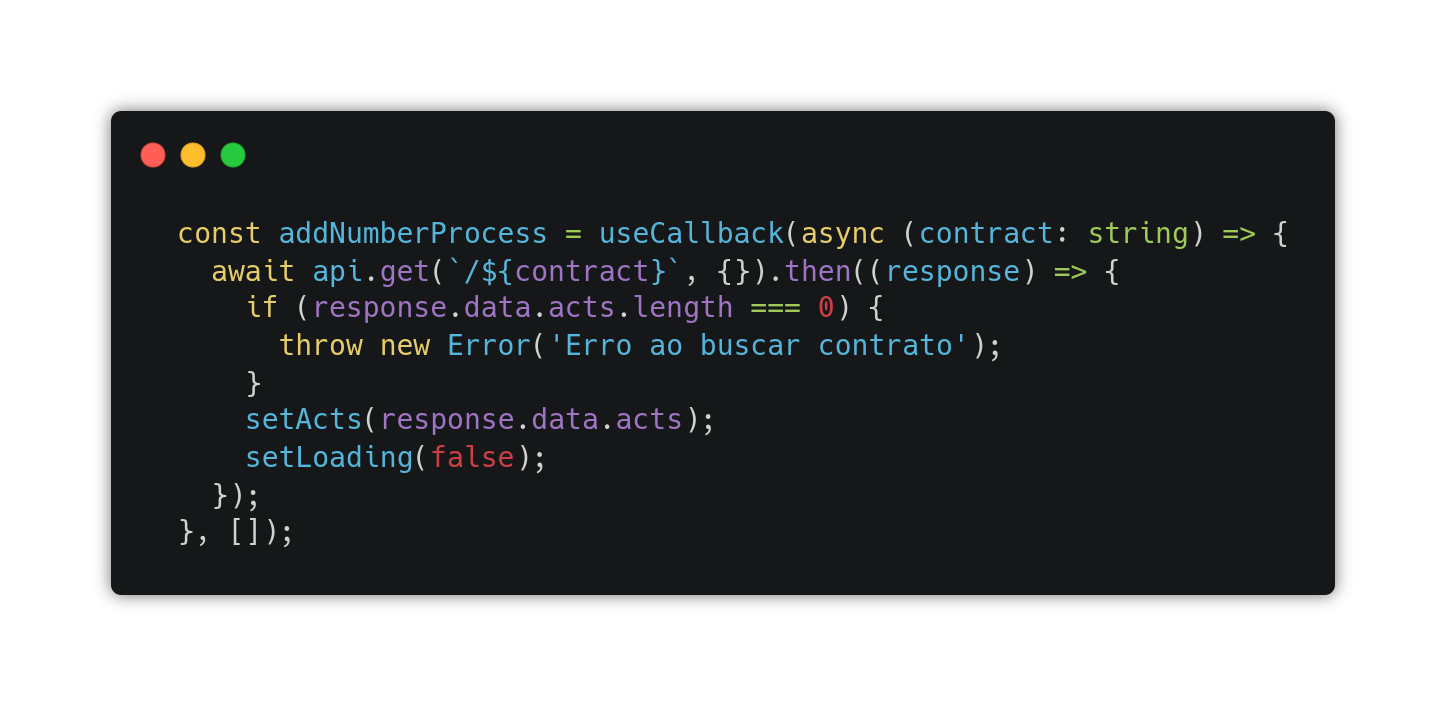 const addNumberProcess = useCallback(async (contract: string) => {
  await api.get(`/${contract}`, {}).then((response) => {
    if (response.data.acts.length === 0) {
      throw new Error('Erro ao buscar contrato');
    }
    setActs(response.data.acts);
    setLoading(false);
  });
}, []);